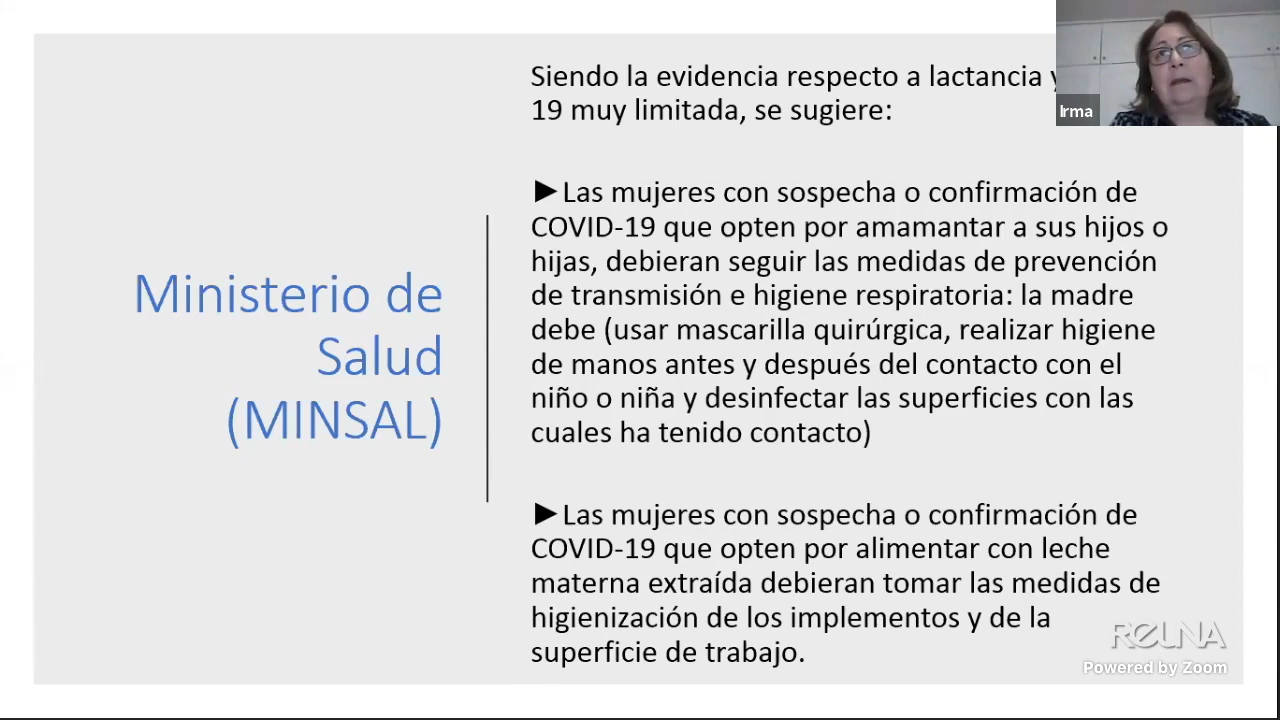 Ministerio de
Salud
(MINSAL)
Siendo la evidencia respecto a lactancia y
19 muy limitada, se sugiere:
►Las mujeres con sospecha o confirmación de
COVID-19 que opten por amamantar a sus hijos o
hijas, debieran seguir las medidas de prevención
de transmisión e higiene respiratoria: la madre
debe (usar mascarilla quirúrgica, realizar higiene
de manos antes y después del contacto con el
niño o niña y desinfectar las superficies con las
cuales ha tenido contacto)
►Las mujeres con sospecha o confirmación de
COVID-19 que opten por alimentar con leche
materna extraída debieran tomar las medidas de
higienización de los implementos y de la
superficie de trabajo.
Irma
REUNA
Powered by Zoom